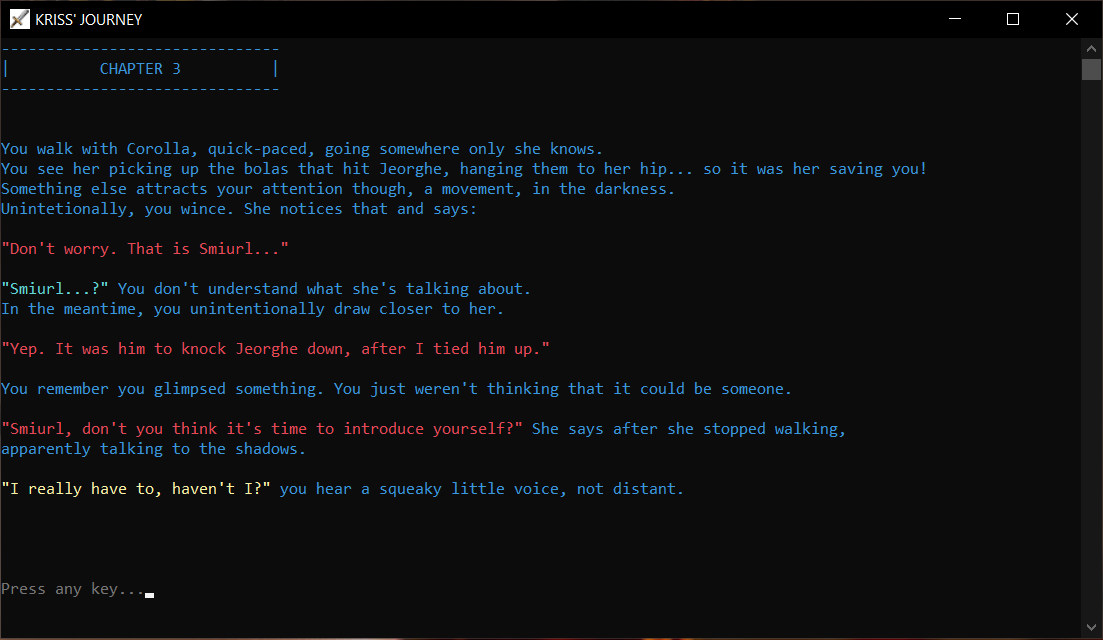 KRISS' JOURNEY
------------------------------
| CHAPTER 3 |
------------------------------
You walk with Corolla, quick-paced, going somewhere only she knows.
You see her picking up the bolas that hit Jeorghe, hanging them to her hip... so it was her saving you!
Something else attracts your attention though, a movement, in the darkness.
Unintetionally, you wince. She notices that and says:
"Don't worry. That is Smiurl..."
"Smiurl...?" You don't understand what she's talking about.
In the meantime, you unintentionally draw closer to her.
"Yep. It was him to knock Jeorghe down, after I tied him up."
You remember you glimpsed something. You just weren't thinking that it could be someone.
"Smiurl, don't you think it's time to introduce yourself?" She says after she stopped walking,
apparently talking to the shadows.
"I really have to, haven't I?" you hear a squeaky little voice, not distant.
Press any key...